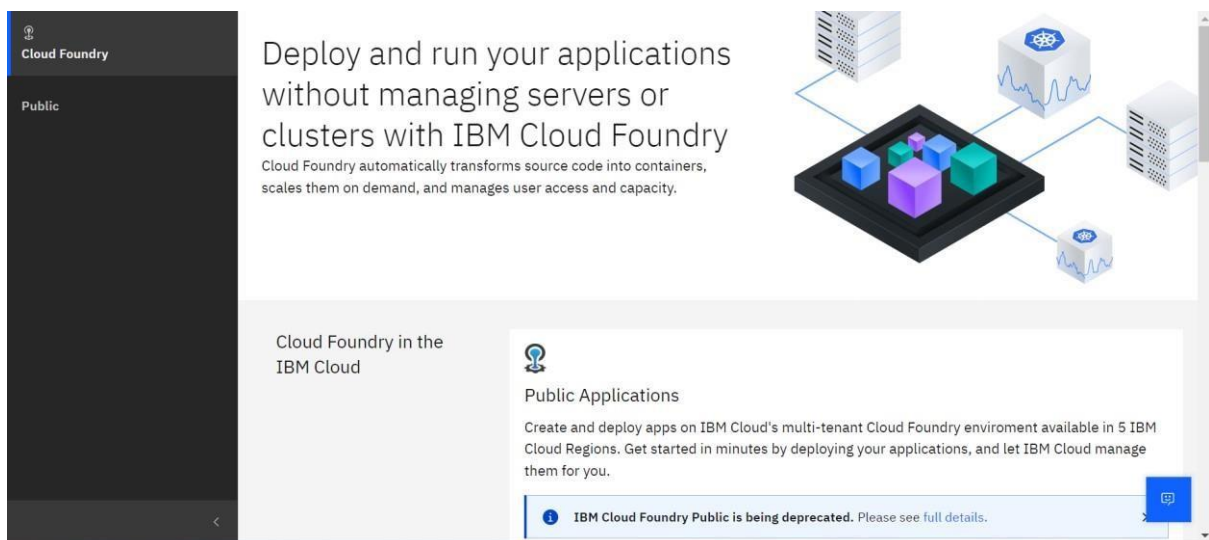 Cloud Foundry
Public
Deploy and run your applications
without managing servers or
clusters with IBM Cloud Foundry
Cloud Foundry automatically transforms source code into containers,
scales them on demand, and manages user access and capacity.
Cloud Foundry in the
IBM Cloud
Public Applications
Create and deploy apps on IBM Cloud's multi-tenant Cloud Foundry enviroment available in 5 IBM
Cloud Regions. Get started in minutes by deploying your applications, and let IBM Cloud manage
them for you.
IBM Cloud Foundry Public is being deprecated. Please see full details.